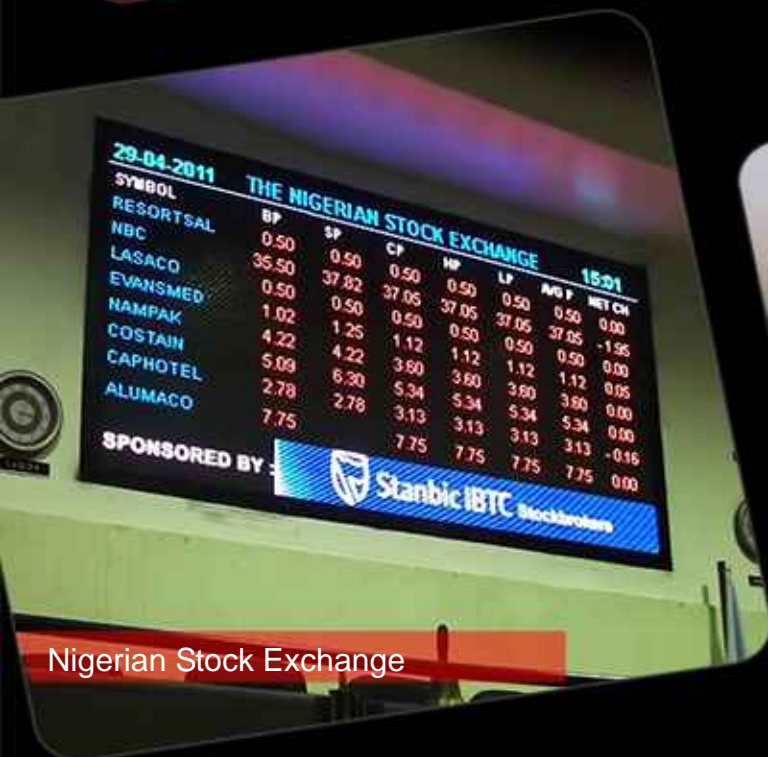 29-04-2011 THE NIGERIAN STOCK EXCHANGE 15:01
SYMBOL BP SP CP HP LP AVG P NET CH
RESORTSAL 0.50 0.50 0.50 0.50 0.50 0.50 0.00
NBC 35.50 37.82 37.05 37.05 37.05 37.05 -1.95
LASACO 0.50 0.50 0.50 0.50 0.50 0.50 0.00
EVANSMED 1.02 1.25 1.12 1.12 1.12 1.12 0.05
NAMPAK 4.22 4.22 3.60 3.60 3.60 3.60 0.00
COSTAIN 5.09 6.30 5.34 5.34 5.34 5.34 0.00
CAPHOTEL 2.78 2.78 3.13 3.13 3.13 3.13 -0.16
ALUMACO 7.75 7.75 7.75 7.75 7.75 0.00
SPONSORED BY : Stanbic IBTC Stockbrokers
Nigerian Stock Exchange